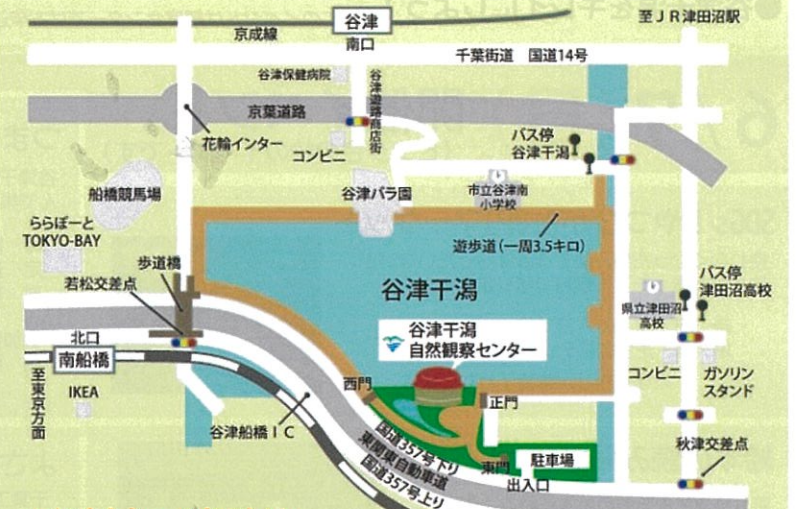 谷津
至JR津田沼駅
京成線
南口
千葉街道 国道14号
谷津保健病院
谷津遊路商店街
京葉道路
花輪インター
コンビニ
バス停
谷津干潟
船橋競馬場
谷津バラ園
市立谷津南
小学校
ららぽーと
TOKYO-BAY
遊歩道(一周3.5キロ)
歩道橋
若松交差点
谷津干潟
バス停
津田沼高校
県立津田沼
高校
北口
南船橋
谷津干潟
自然観察センター
至東京方面
IKEA
西門
正門
コンビニ
ガソリン
スタンド
谷津船橋IC
国道357号下り
東関東自動車道
国道357号上り
東門
駐車場
出入口
秋津交差点